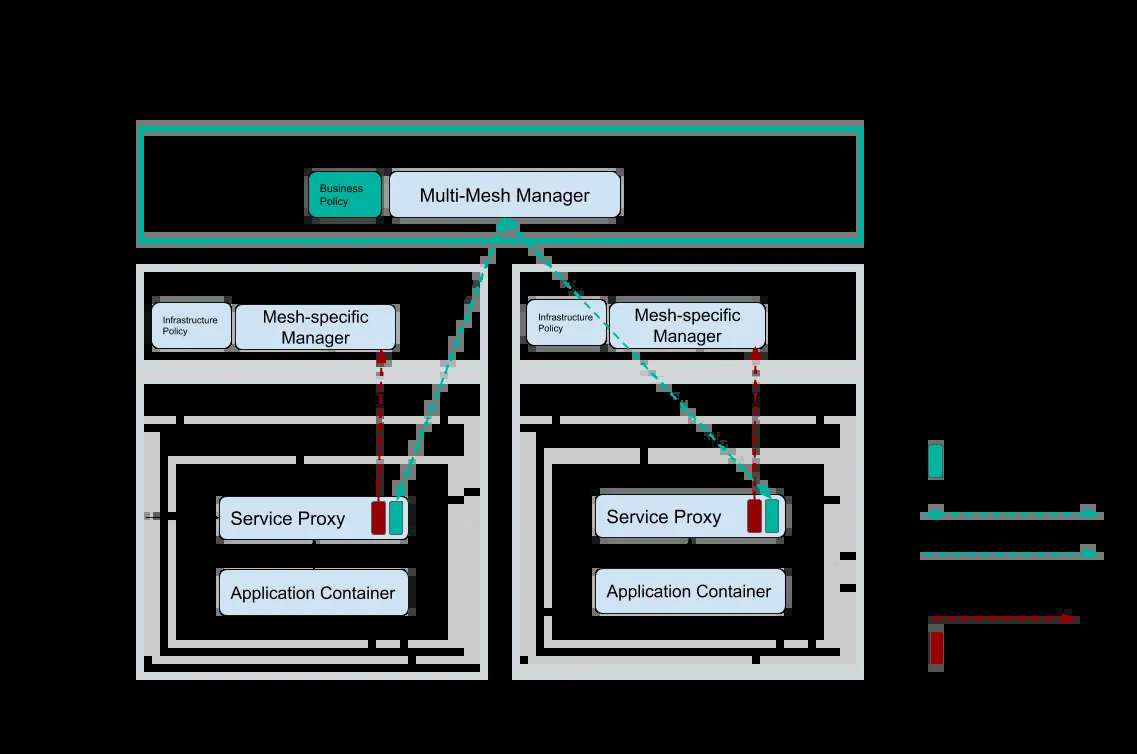 Business
Policy
Multi-Mesh Manager
Infrastructure
Policy
Mesh-specific
Manager
Infrastructure
Policy
Mesh-specific
Manager
Service Proxy
Application Container
Service Proxy
Application Container